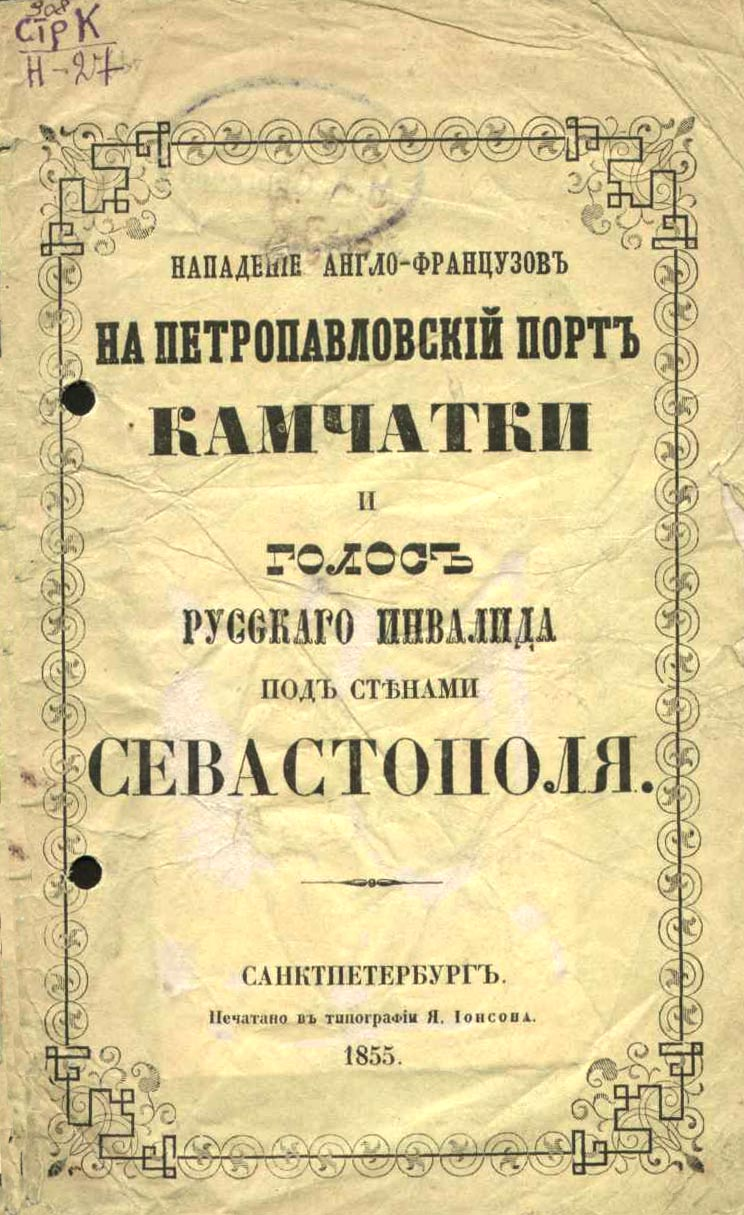 908
СтрК
Н-27
НАПАДЕНІЕ АНГЛО-ФРАНЦУЗОВЪ
НА ПЕТРОПАВЛОВСКІЙ ПОРТЪ
КАМЧАТКИ
И
ГОЛОСЪ
РУССКАГО ИНВАЛИДА
ПОДЪ СТѢНАМИ
СЕВАСТОПОЛЯ.
САНКТПЕТЕРБУРГЪ.
Печатано въ типографіи Я. Іонсона.
1855.